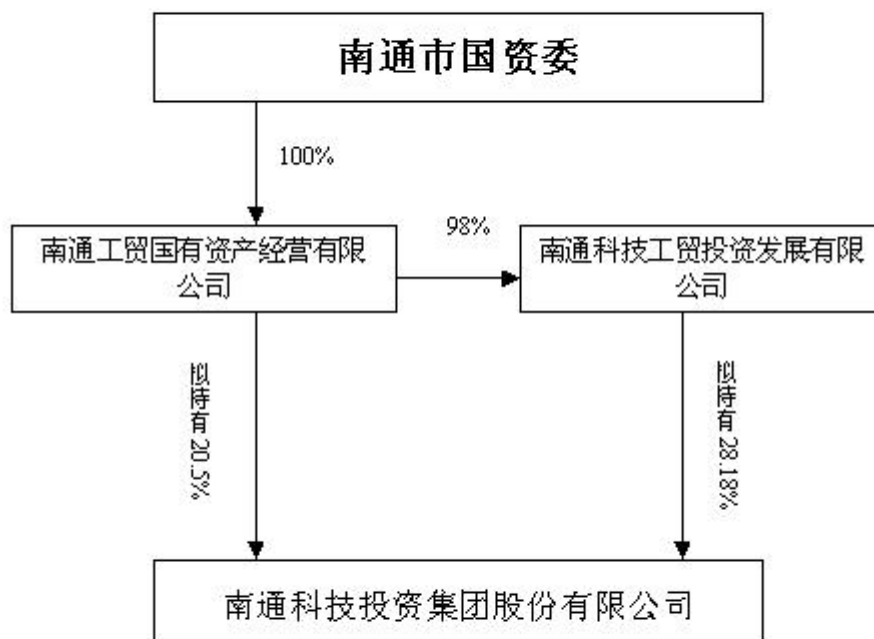 南通市国资委
100%
南通工贸国有资产经营有限
公司
98%
南通科技工贸投资发展有限
公司
拟持有 20.5%
拟持有 28.18%
南通科技投资集团股份有限公司